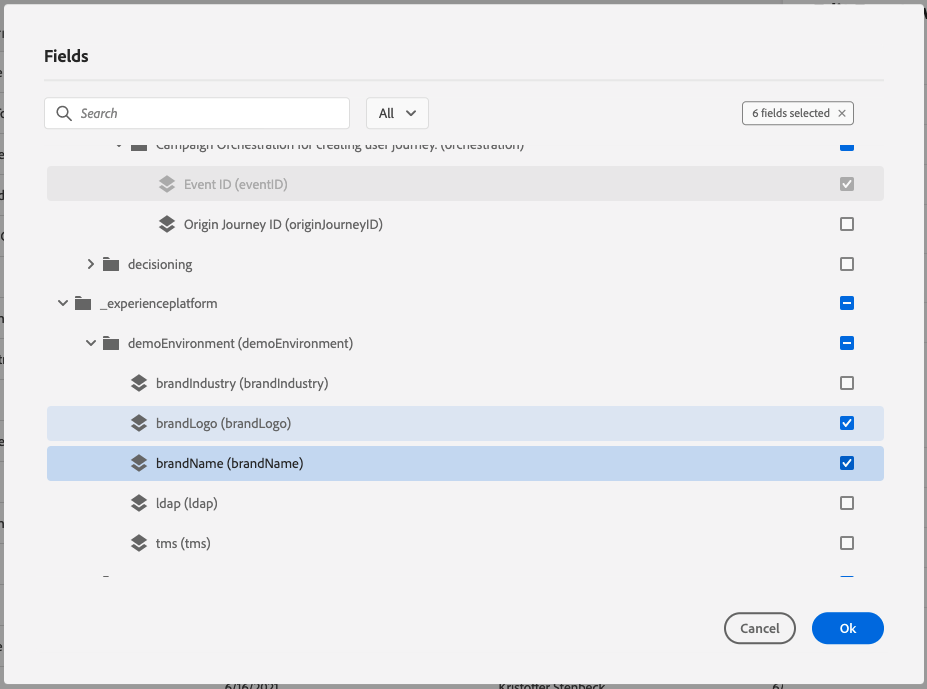 Fields
Search
All
6 fields selected
Campaign Orchestration for creating user journey. (orchestration)
Event ID (eventID)
Origin Journey ID (originJourneyID)
decisioning
_experienceplatform
demoEnvironment (demoEnvironment)
brandIndustry (brandIndustry)
brandLogo (brandLogo)
brandName (brandName)
ldap (ldap)
tms (tms)
Cancel
Ok
6/16/2021
Kristoffer Stenbeck
6/